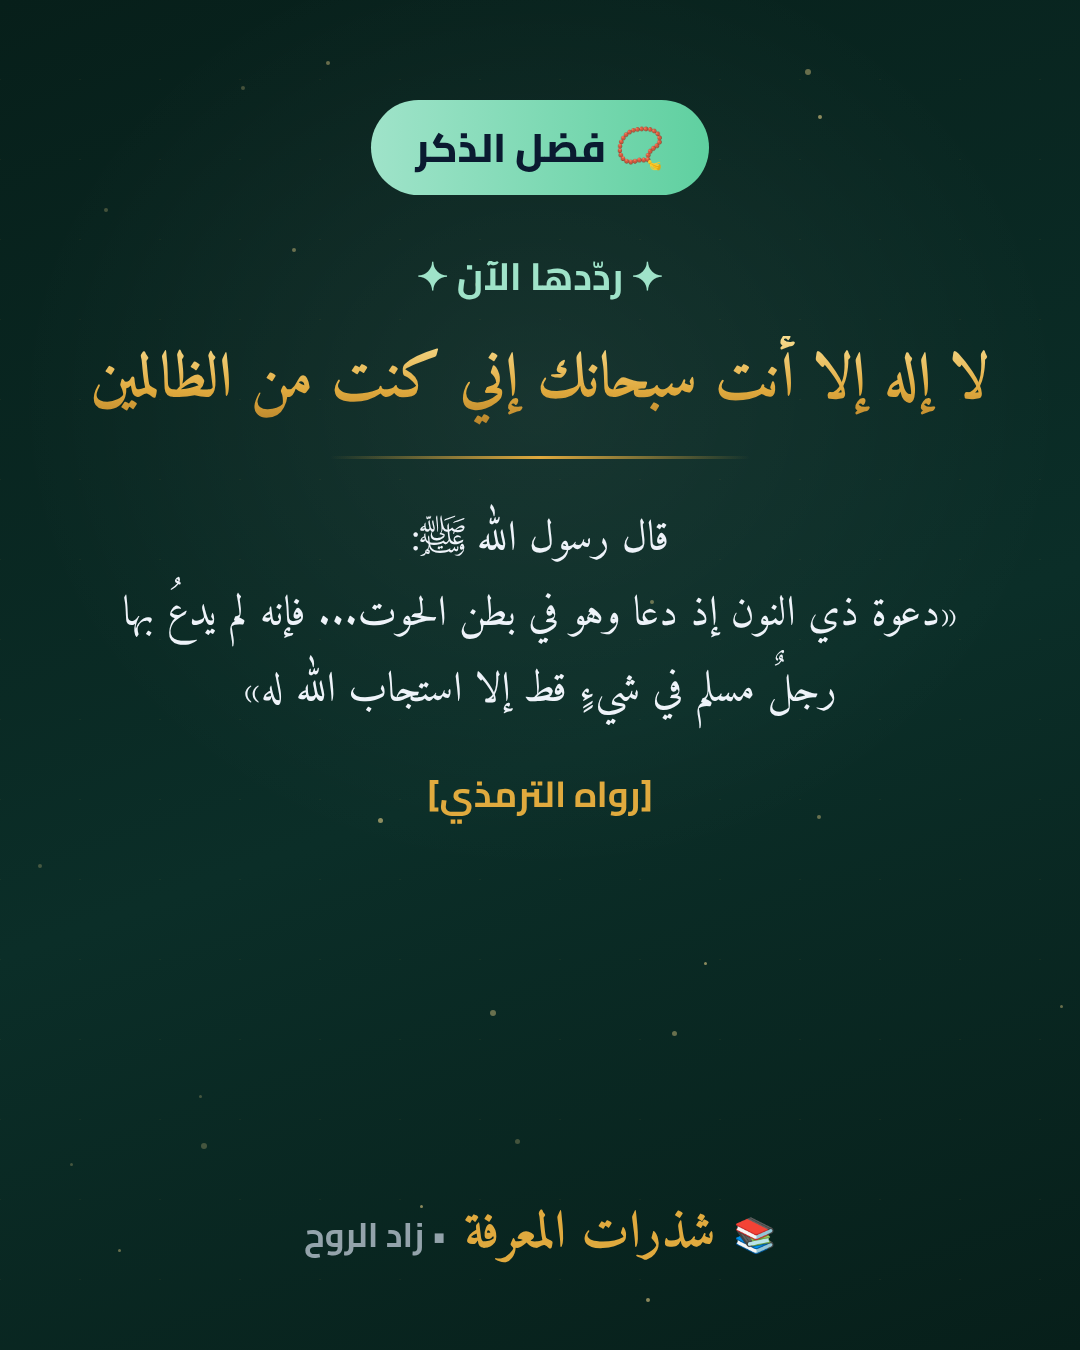 📿 فضل الذكر
✦ ردّدها الآن ✦
لا إله إلا أنت سبحانك إني كنت من الظالمين
قال رسول الله ﷺ:
«دعوة ذي النون إذ دعا وهو في بطن الحوت... فإنه لم يدعُ بها
رجلٌ مسلم في شيءٍ قط إلا استجاب الله له»
[رواه الترمذي]
📚 شذرات المعرفة ▪ زاد الروح